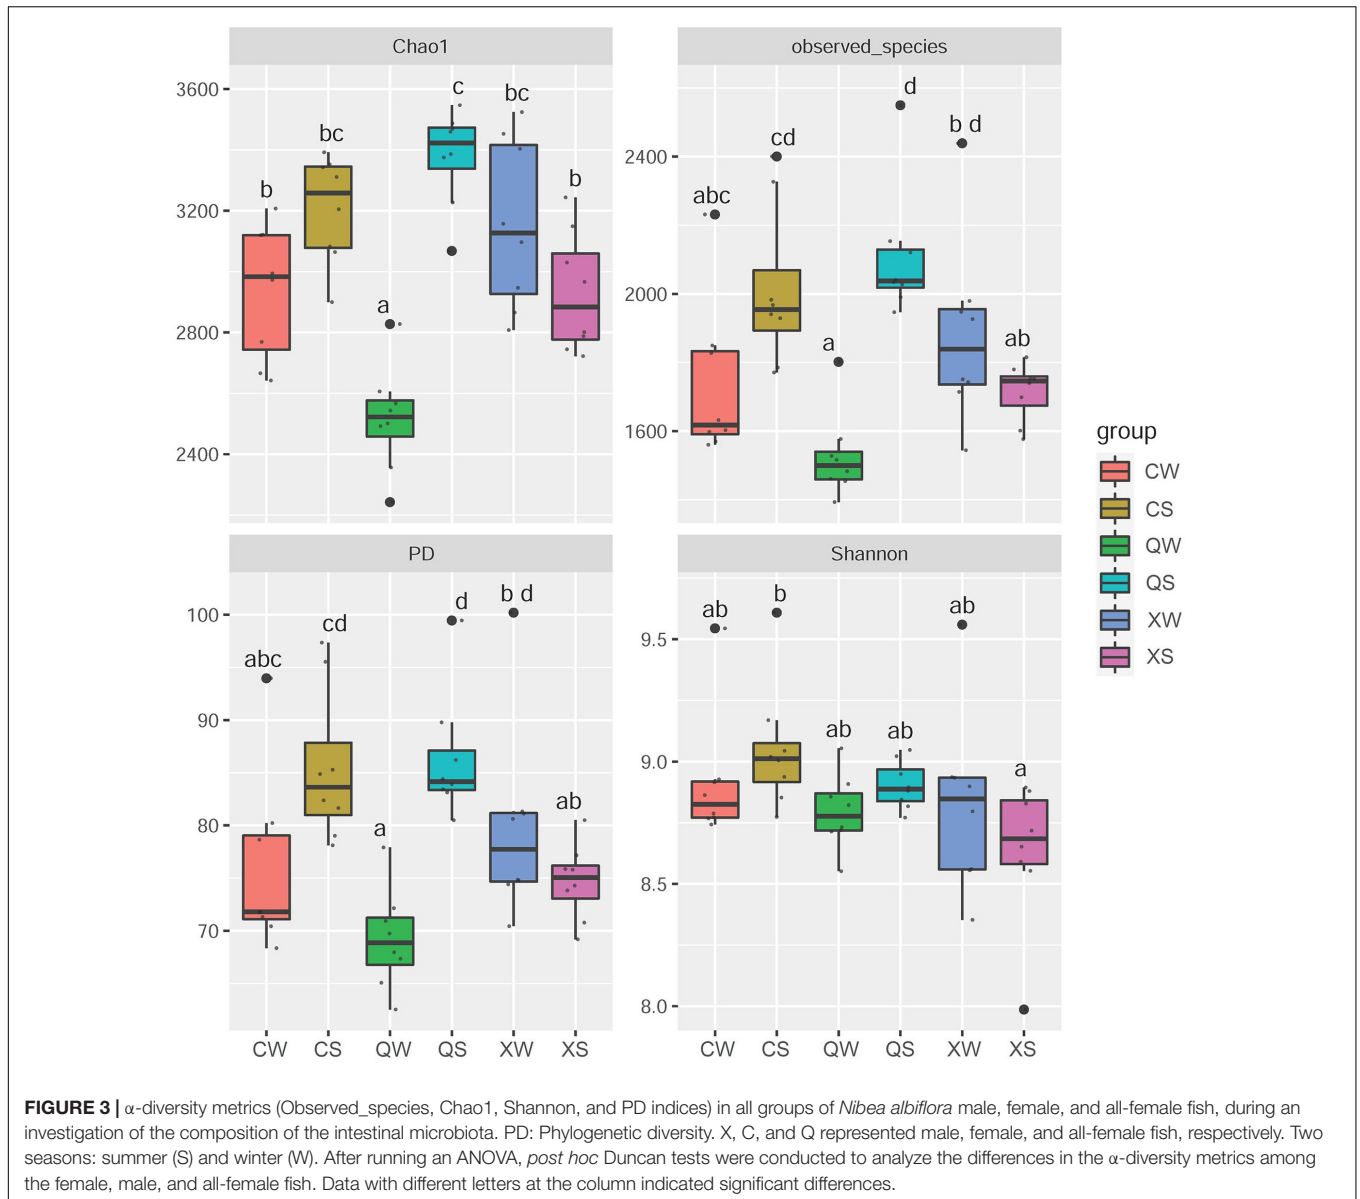 Chao1
3600
3200
2800
2400
b
bc
a
c
bc
b
observed_species
2400
2000
1600
abc
cd
a
d
b d
ab
PD
100
90
80
70
abc
cd
a
d
b d
ab
CW CS QW QS XW XS
Shannon
9.5
9.0
8.5
8.0
ab
b
ab
ab
ab
a
CW CS QW QS XW XS
group
CW
CS
QW
QS
XW
XS
FIGURE 3 | α-diversity metrics (Observed_species, Chao1, Shannon, and PD indices) in all groups of Nibea albiflora male, female, and all-female fish, during an
investigation of the composition of the intestinal microbiota. PD: Phylogenetic diversity. X, C, and Q represented male, female, and all-female fish, respectively. Two
seasons: summer (S) and winter (W). After running an ANOVA, post hoc Duncan tests were conducted to analyze the differences in the α-diversity metrics among
the female, male, and all-female fish. Data with different letters at the column indicated significant differences.